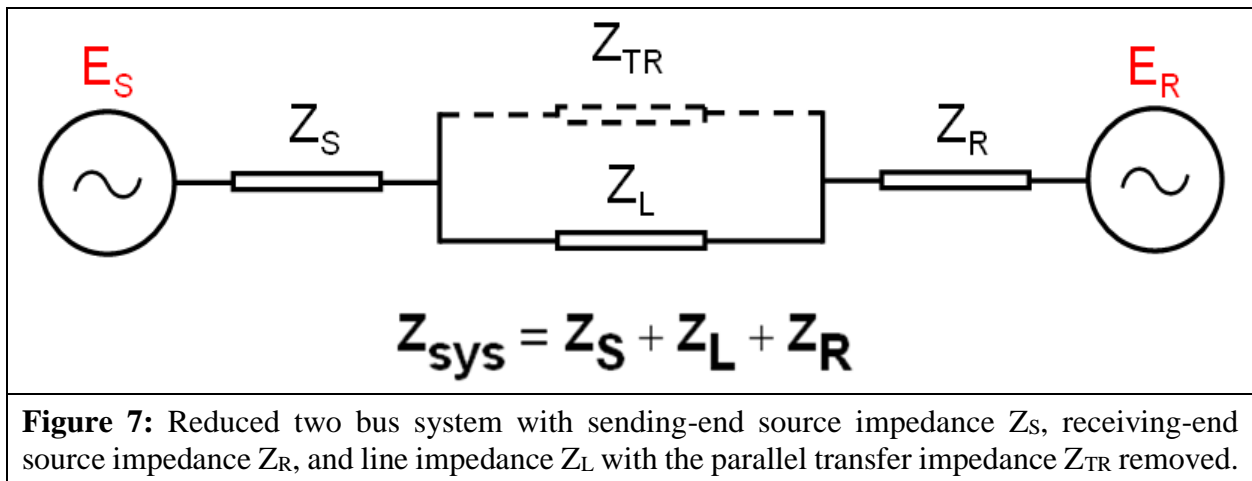 Z_TR
E_S
E_R
Z_S
Z_R
Z_L
Z_sys = Z_S + Z_L + Z_R
Figure 7: Reduced two bus system with sending-end source impedance Z_S, receiving-end
source impedance Z_R, and line impedance Z_L with the parallel transfer impedance Z_TR removed.